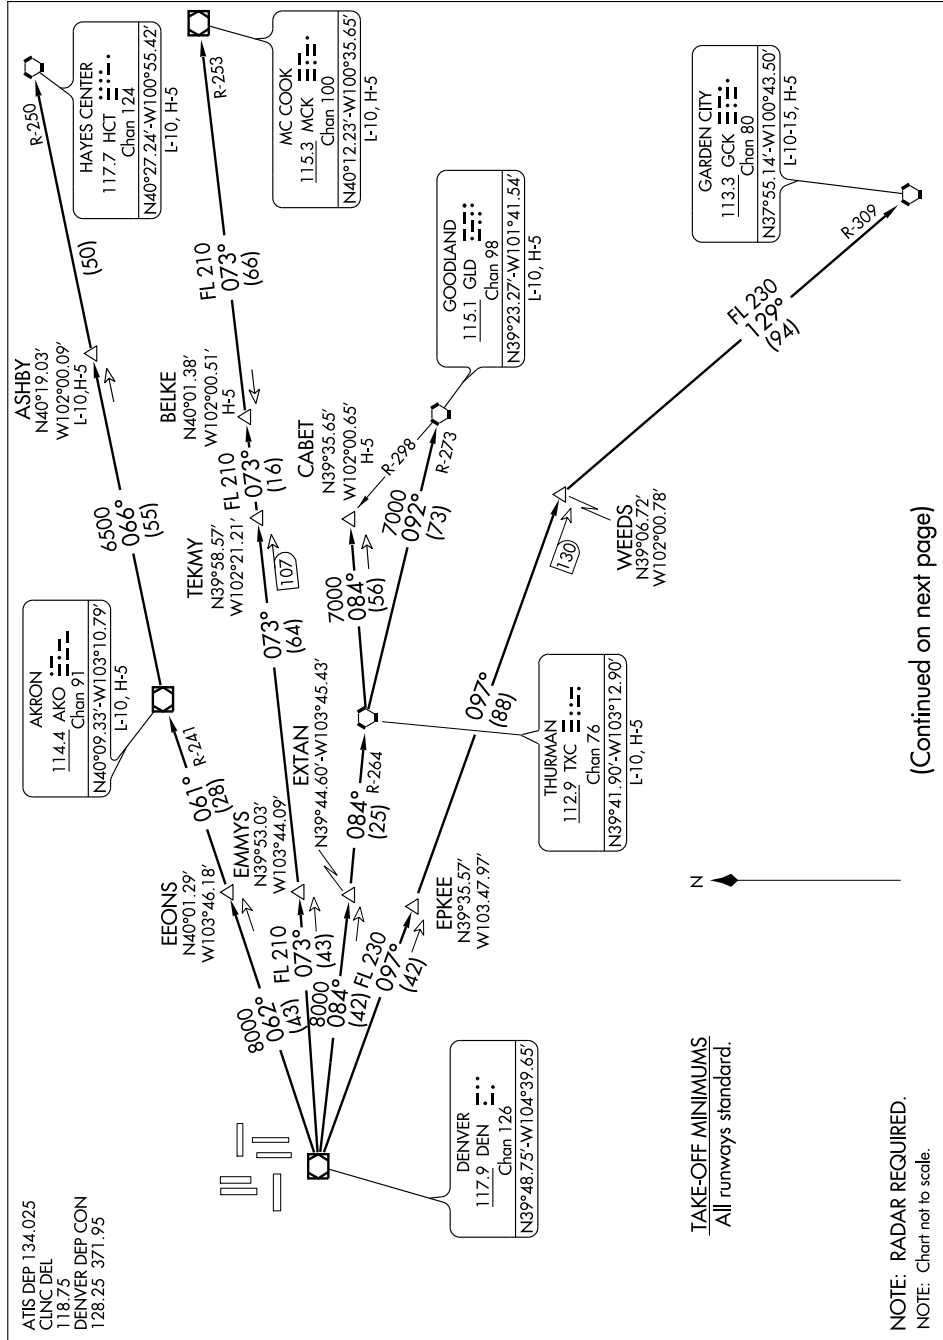 ATIS DEP 134.025
CLNC DEL
118.75
DENVER DEP CON
128.25 371.95
DENVER
117.9 DEN
Chan 126
N39°48.75'-W104°39.65'
8000
062°
(43)
FL 210
073°
(43)
8000
084°
(42)
FL 230
097°
(42)
EEONS
N40°01.29'
W103°46.18'
EMMYS
N39°53.03'
W103°44.09'
EXTAN
N39°44.60'-W103°45.43'
EPKEE
N39°35.57'
W103.47.97'
061°
(28)
R-241
AKRON
114.4 AKO
Chan 91
N40°09.33'-W103°10.79'
L-10, H-5
6500
066°
(55)
ASHBY
N40°19.03'
W102°00.09'
L-10,H-5
(50)
R-250
HAYES CENTER
117.7 HCT
Chan 124
N40°27.24'-W100°55.42'
L-10, H-5
073°
(64)
TEKMY
N39°58.57'
W102°21.21'
107
FL 210
073°
(16)
BELKE
N40°01.38'
W102°00.51'
H-5
FL 210
073°
(66)
R-253
MC COOK
115.3 MCK
Chan 100
N40°12.23'-W100°35.65'
L-10, H-5
084°
(25)
R-264
THURMAN
112.9 TXC
Chan 76
N39°41.90'-W103°12.90'
L-10, H-5
7000
084°
(56)
CABET
N39°35.65'
W102°00.65'
H-5
R-298
7000
092°
(73)
R-273
GOODLAND
115.1 GLD
Chan 98
N39°23.27'-W101°41.54'
L-10, H-5
097°
(88)
130
WEEDS
N39°06.72'
W102°00.78'
FL 230
129°
(94)
R-309
GARDEN CITY
113.3 GCK
Chan 80
N37°55.14'-W100°43.50'
L-10-15, H-5
N
TAKE-OFF MINIMUMS
All runways standard.
NOTE: RADAR REQUIRED.
NOTE: Chart not to scale.
(Continued on next page)